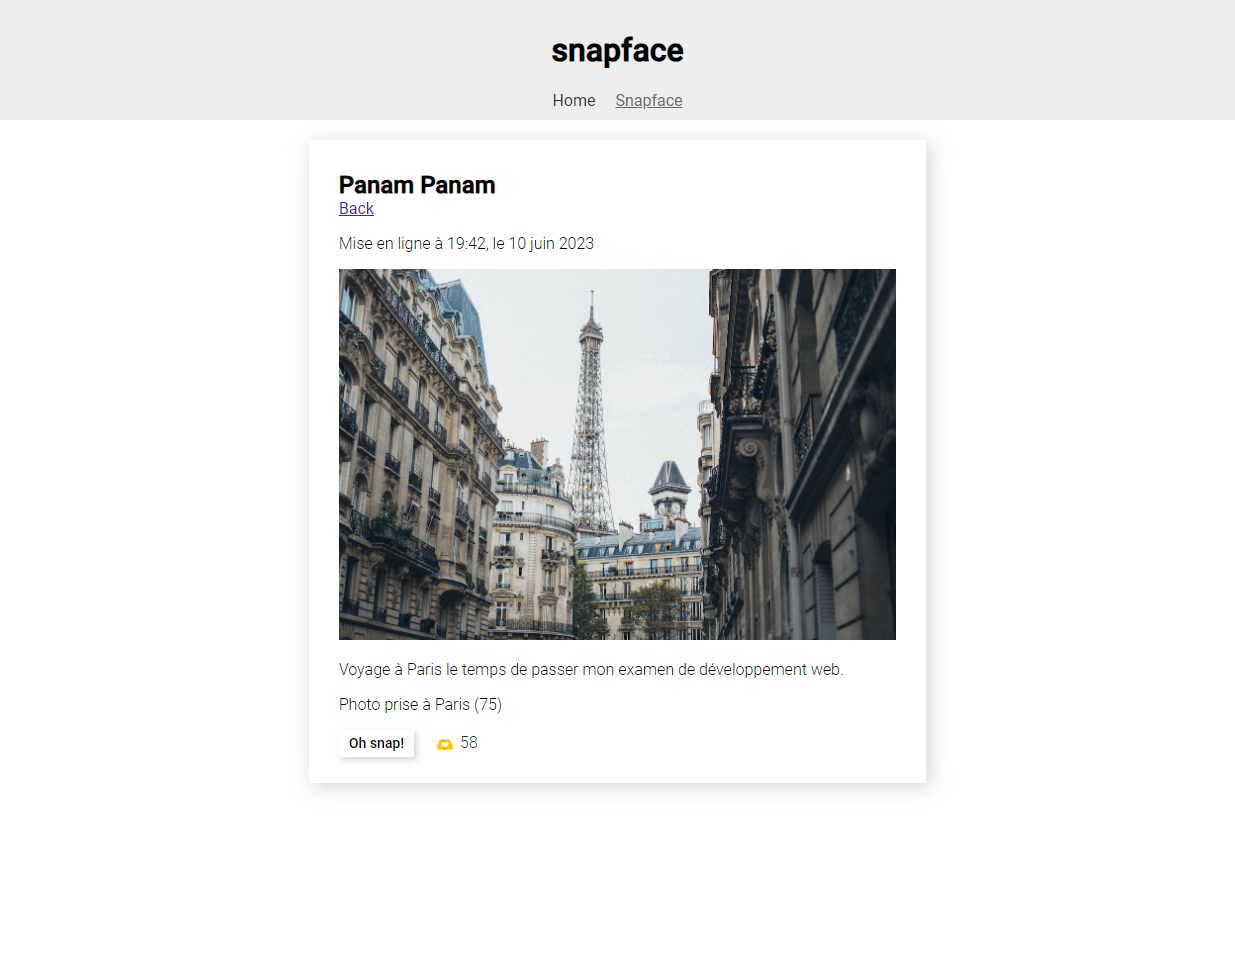 snapface
Home Snapface
Panam Panam
Back
Mise en ligne à 19:42, le 10 juin 2023
Voyage à Paris le temps de passer mon examen de développement web.
Photo prise à Paris (75)
Oh snap! 🫶 58